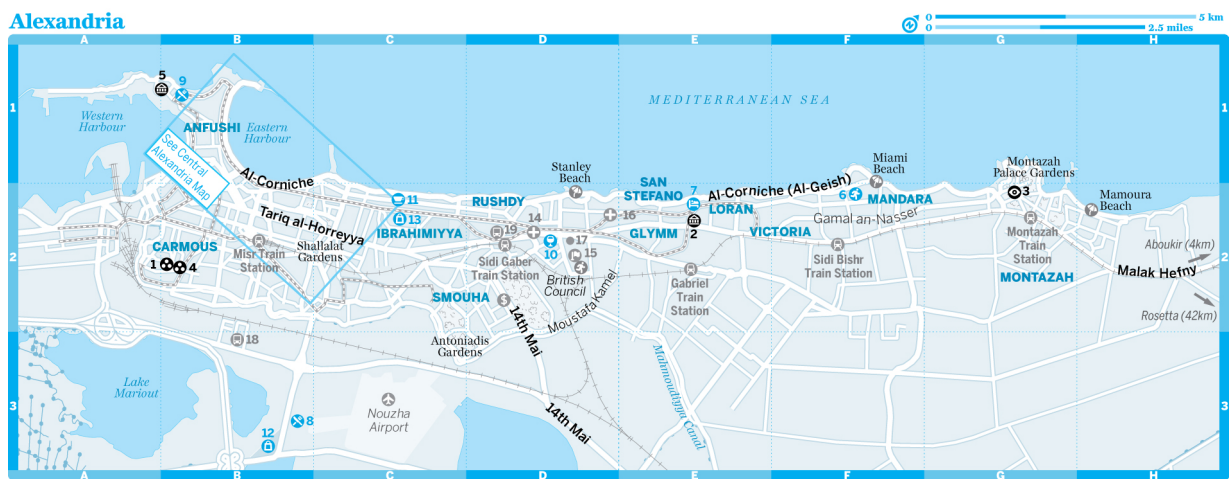 Alexandria
0
5 km
0
2.5 miles
A
B
C
D
E
F
G
H
1
1
5
9
MEDITERRANEAN SEA
Western
Harbour
ANFUSHI
Eastern
Harbour
See Central
Alexandria Map
Al-Corniche
Stanley
Beach
SAN
STEFANO
7
Al-Corniche (Al-Geish)
Miami
Beach
6
MANDARA
Montazah
Palace Gardens
3
Mamoura
Beach
11
13
RUSHDY
14
16
LORAN
Gamal an-Nasser
Tariq al-Horreyya
IBRAHIMIYYA
19
17
GLYMM
2
VICTORIA
2
2
CARMOUS
1
4
Misr Train
Station
Shallalat
Gardens
Sidi Gaber
Train Station
10
15
British
Council
Gabriel
Train
Station
Sidi Bishr
Train Station
Montazah
Train
Station
MONTAZAH
Aboukir (4km)
Malak Hefny
Rosetta (42km)
SMOUHA
14th Mai
Moustafa Kamel
18
Antoniadis
Gardens
Mahmoudiyya Canal
Lake
Mariout
3
3
12
8
Nouzha
Airport
14th Mai
A
B
C
D
E
F
G
H